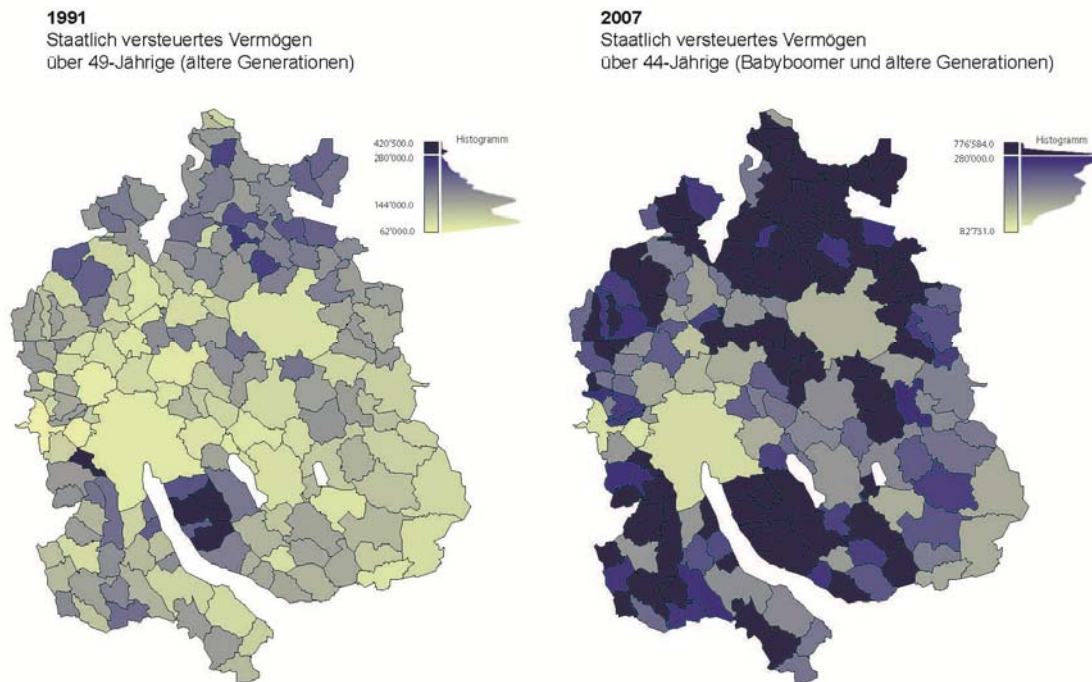 1991
Staatlich versteuertes Vermögen
über 49-Jährige (ältere Generationen)
420'500.0
Histogramm
280'000.0
144'000.0
62'000.0
2007
Staatlich versteuertes Vermögen
über 44-Jährige (Babyboomer und ältere Generationen)
776'584.0
Histogramm
280'000.0
82'751.0